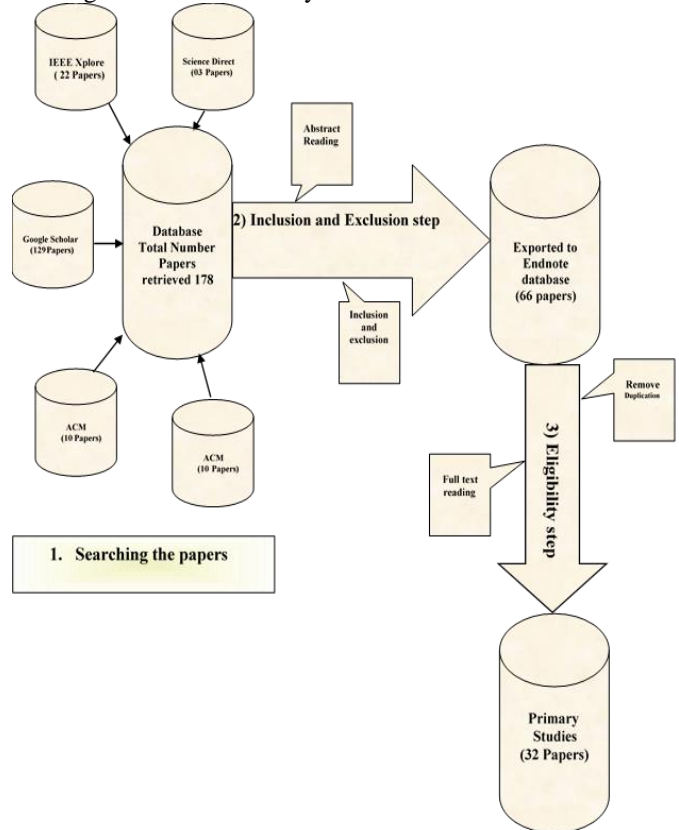 IEEE Xplore
( 22 Papers)
Science Direct
(03 Papers)
Abstract
Reading
Google Scholar
(129Papers)
Database
Total Number
Papers
retrieved 178
2) Inclusion and Exclusion step
Exported to
Endnote
database
(66 papers)
Inclusion
and
exclusion
Remove
Duplication
ACM
(10 Papers)
ACM
(10 Papers)
3) Eligibility step
Full text
reading
1. Searching the papers
Primary
Studies
(32 Papers)